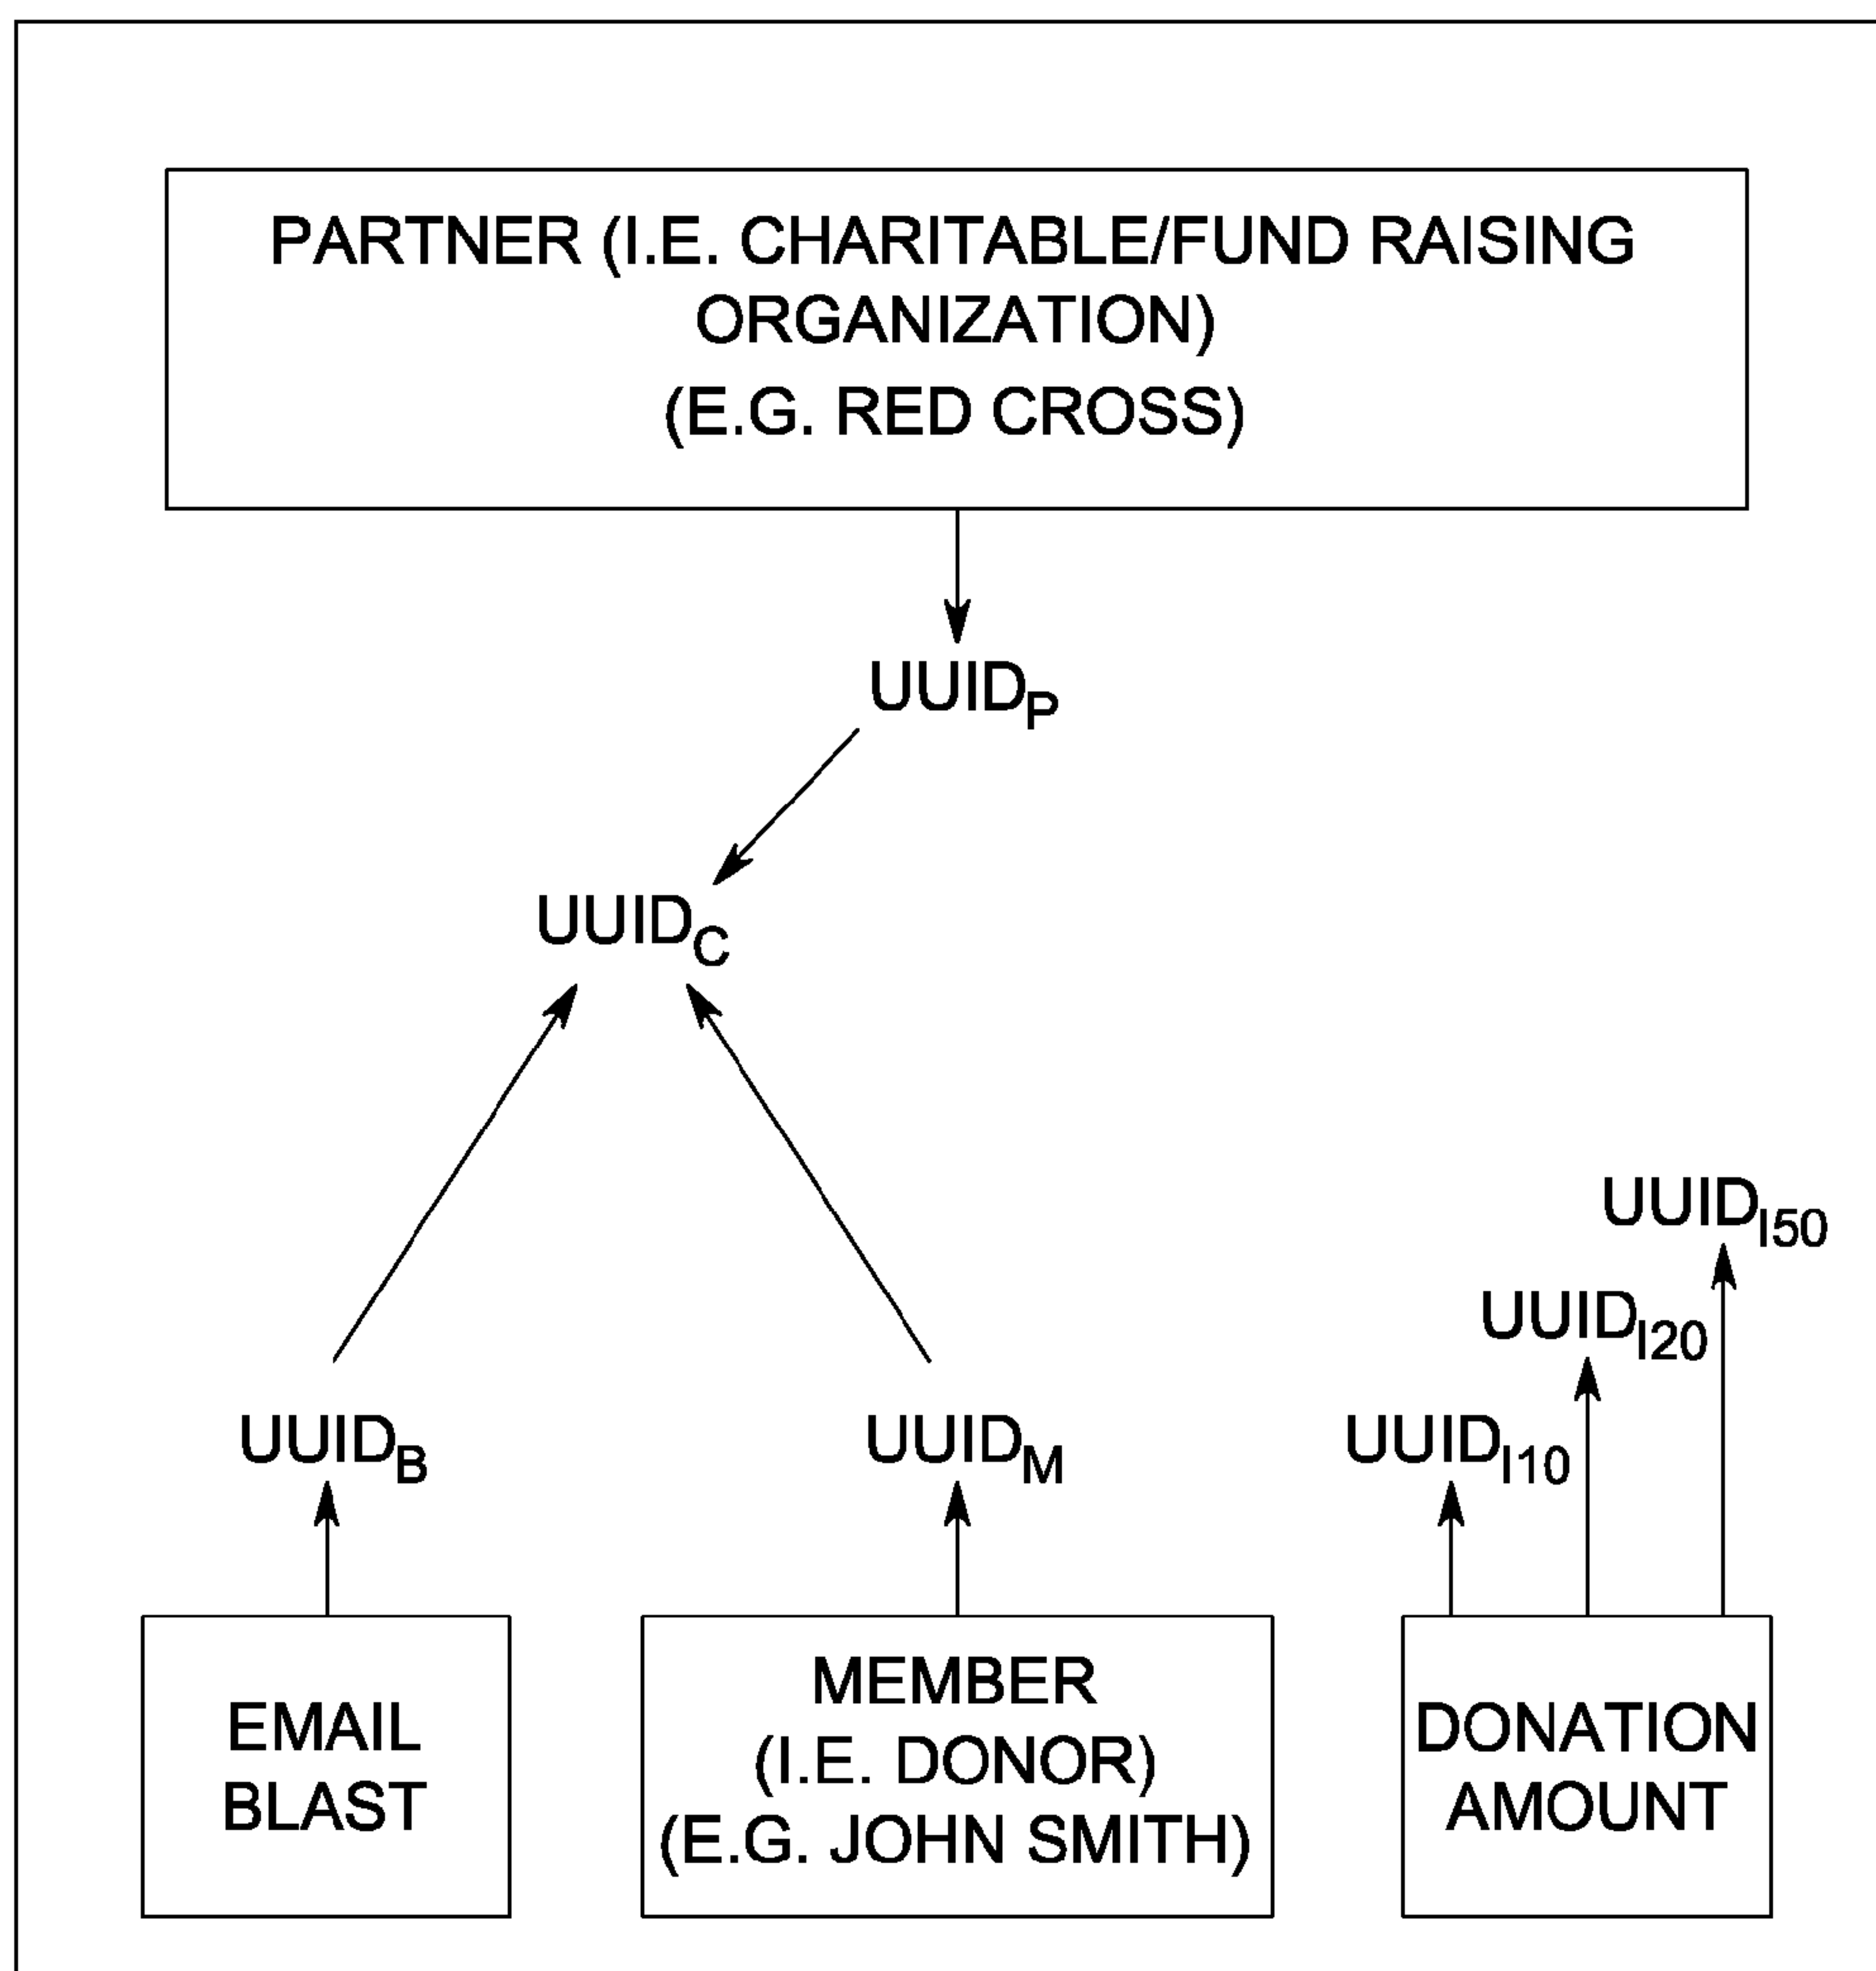 PARTNER (I.E. CHARITABLE/FUND RAISING
ORGANIZATION)
(E.G. RED CROSS)
UUIDP
UUIDC
UUIDI50
UUIDI20
UUIDB
UUIDM
UUIDI10
EMAIL
BLAST
MEMBER
(I.E. DONOR)
(E.G. JOHN SMITH)
DONATION
AMOUNT